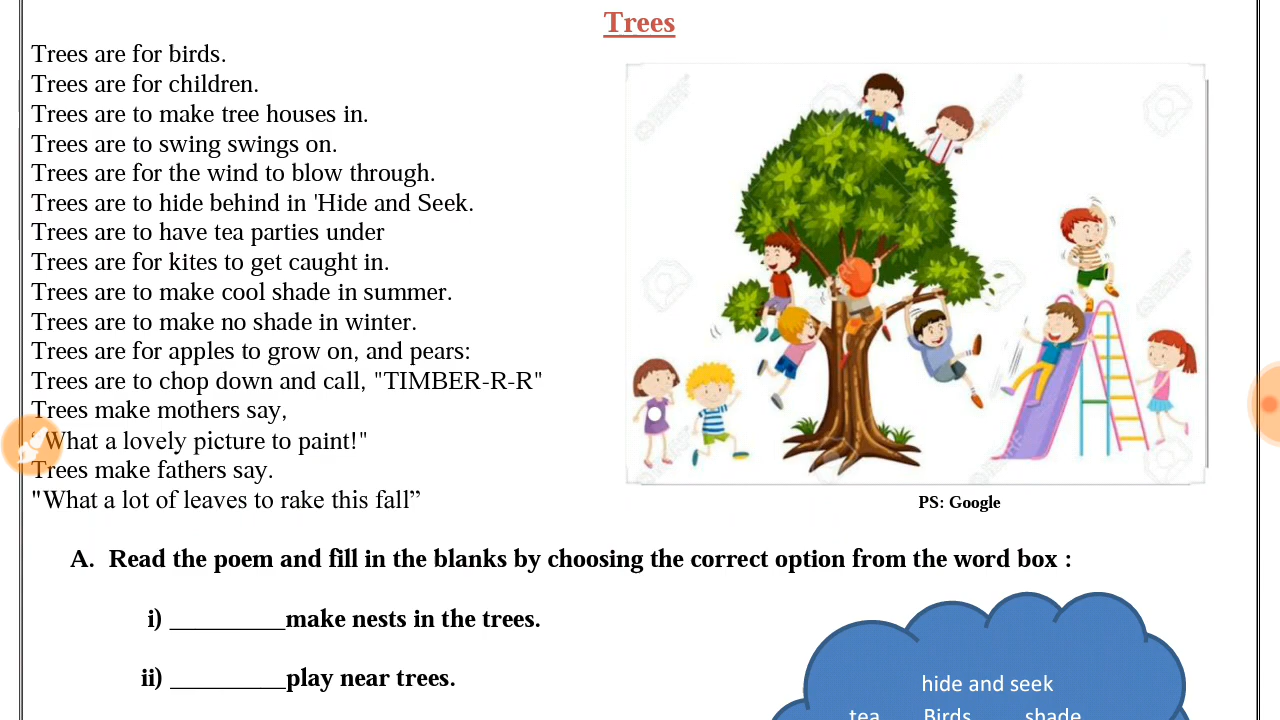 Trees
Trees are for birds.
Trees are for children.
Trees are to make tree houses in.
Trees are to swing swings on.
Trees are for the wind to blow through.
Trees are to hide behind in 'Hide and Seek.
Trees are to have tea parties under
Trees are for kites to get caught in.
Trees are to make cool shade in summer.
Trees are to make no shade in winter.
Trees are for apples to grow on, and pears:
Trees are to chop down and call, "TIMBER-R-R"
Trees make mothers say,
What a lovely picture to paint!"
Trees make fathers say.
"What a lot of leaves to rake this fall”
PS: Google
A. Read the poem and fill in the blanks by choosing the correct option from the word box :
i) _________make nests in the trees.
ii) _________play near trees.
hide and seek
tea Birds shade